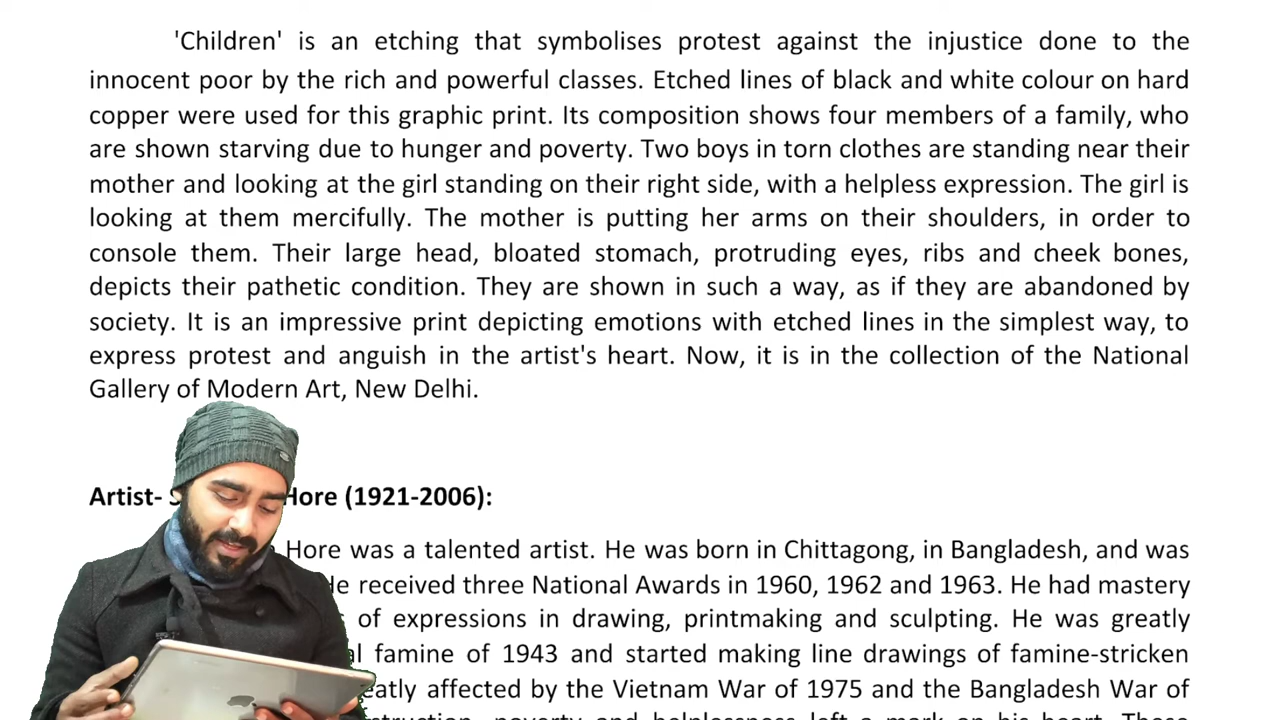 'Children' is an etching that symbolises protest against the injustice done to the
innocent poor by the rich and powerful classes. Etched lines of black and white colour on hard
copper were used for this graphic print. Its composition shows four members of a family, who
are shown starving due to hunger and poverty. Two boys in torn clothes are standing near their
mother and looking at the girl standing on their right side, with a helpless expression. The girl is
looking at them mercifully. The mother is putting her arms on their shoulders, in order to
console them. Their large head, bloated stomach, protruding eyes, ribs and cheek bones,
depicts their pathetic condition. They are shown in such a way, as if they are abandoned by
society. It is an impressive print depicting emotions with etched lines in the simplest way, to
express protest and anguish in the artist's heart. Now, it is in the collection of the National
Gallery of Modern Art, New Delhi.
Artist- Hore (1921-2006):
Hore was a talented artist. He was born in Chittagong, in Bangladesh, and was
received three National Awards in 1960, 1962 and 1963. He had mastery
of expressions in drawing, printmaking and sculpting. He was greatly
famine of 1943 and started making line drawings of famine-stricken
affected by the Vietnam War of 1975 and the Bangladesh War of
poverty and helplessness left a mark on his heart. These